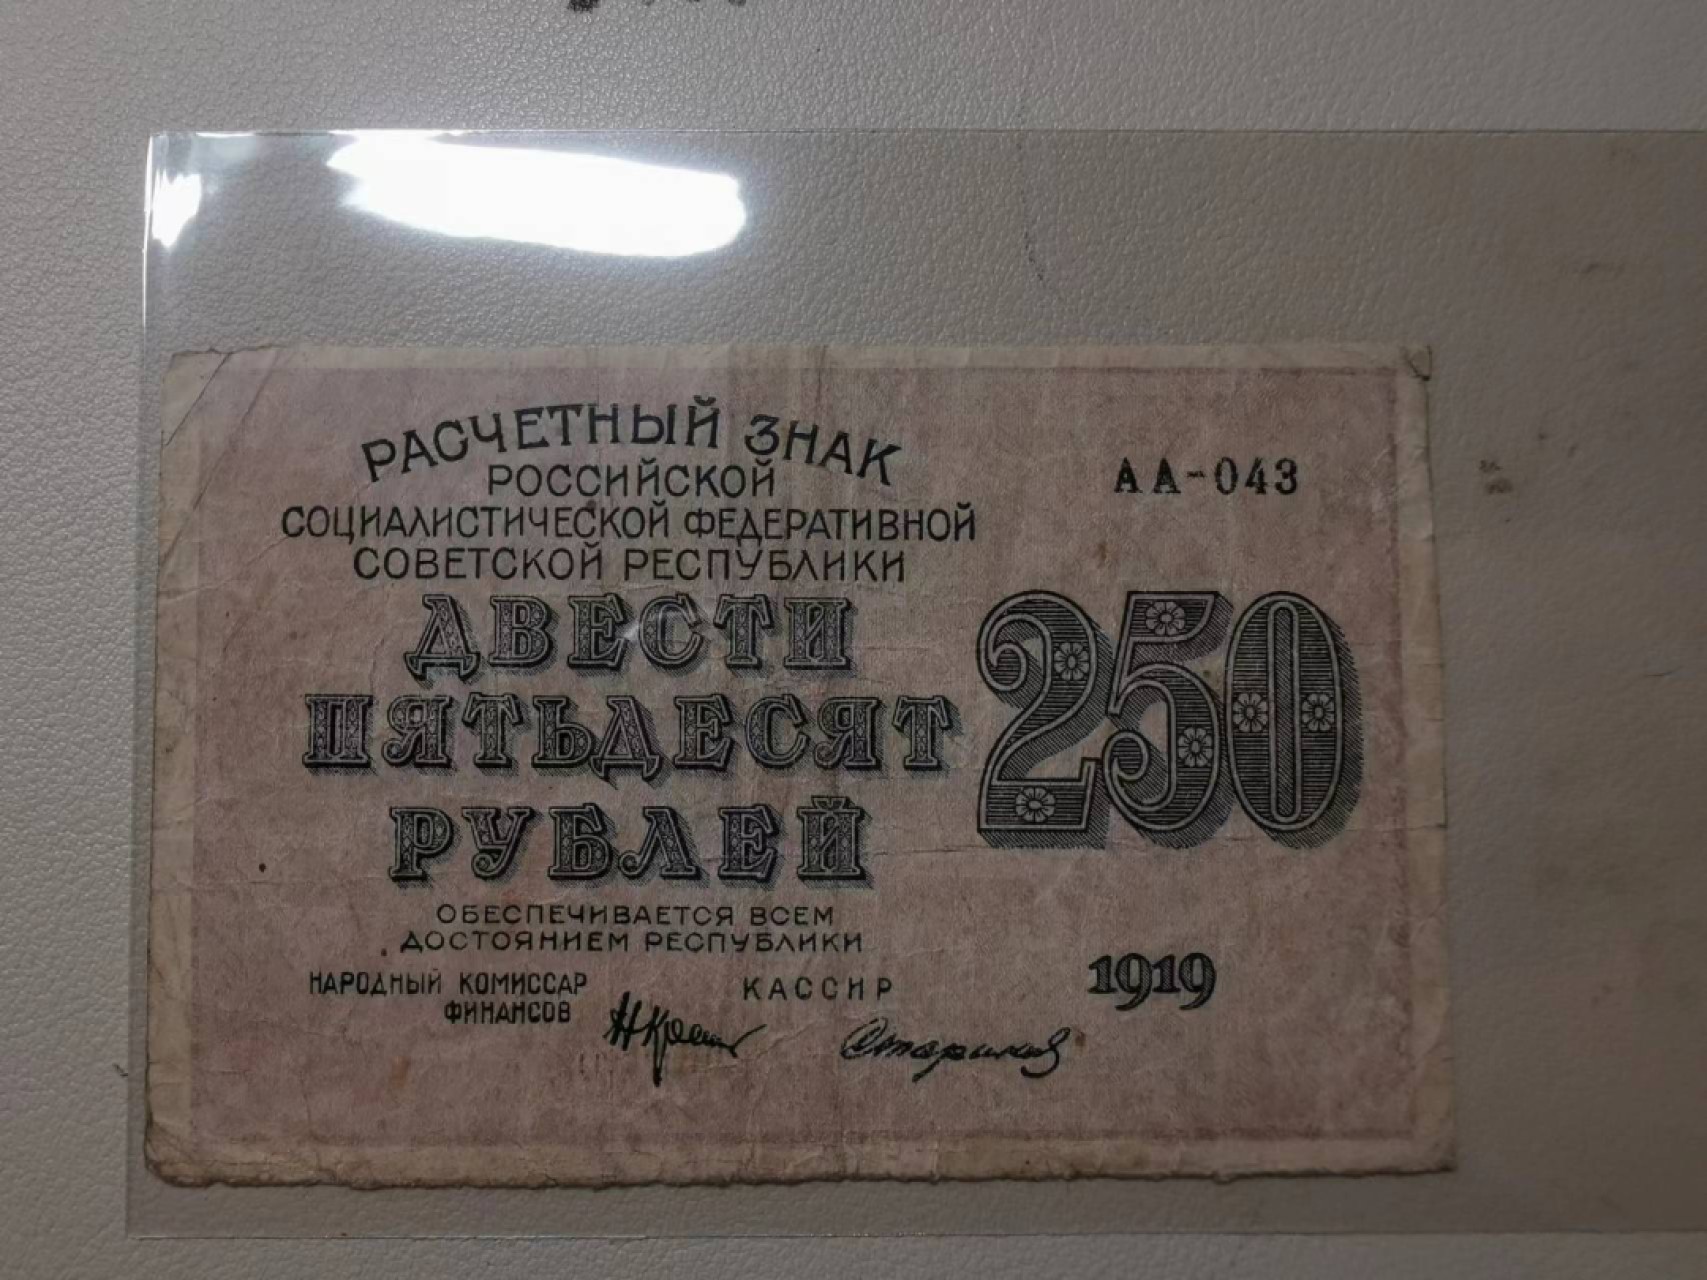 РАСЧЕТНЫЙ ЗНАК
РОССИЙСКОЙ
СОЦИАЛИСТИЧЕСКОЙ ФЕДЕРАТИВНОЙ
СОВЕТСКОЙ РЕСПУБЛИКИ
АА-043
ДВЕСТИ
ПЯТЬДЕСЯТ
РУБЛЕЙ
250
ОБЕСПЕЧИВАЕТСЯ ВСЕМ
ДОСТОЯНИЕМ РЕСПУБЛИКИ
НАРОДНЫЙ КОМИССАР
ФИНАНСОВ
КАССИР
1919